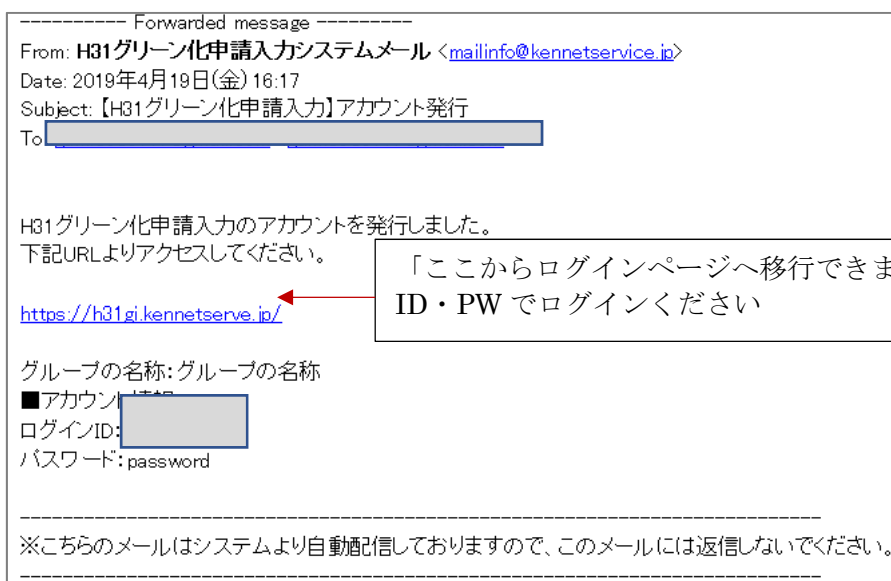 ---------- Forwarded message ---------
From: H31グリーン化申請入力システムメール <mailinfo@kennetservice.jp>
Date: 2019年4月19日(金) 16:17
Subject: 【H31グリーン化申請入力】アカウント発行
To
H31グリーン化申請入力のアカウントを発行しました。
下記URLよりアクセスしてください。
「ここからログインページへ移行できま
ID・PW でログインください
https://h31gi.kennetserve.jp/
グループの名称：グループの名称
■アカウント
ログインID：
パスワード：password
--------------------------------------------------------------------------------
※こちらのメールはシステムより自動配信しておりますので、このメールには返信しないでください。
--------------------------------------------------------------------------------